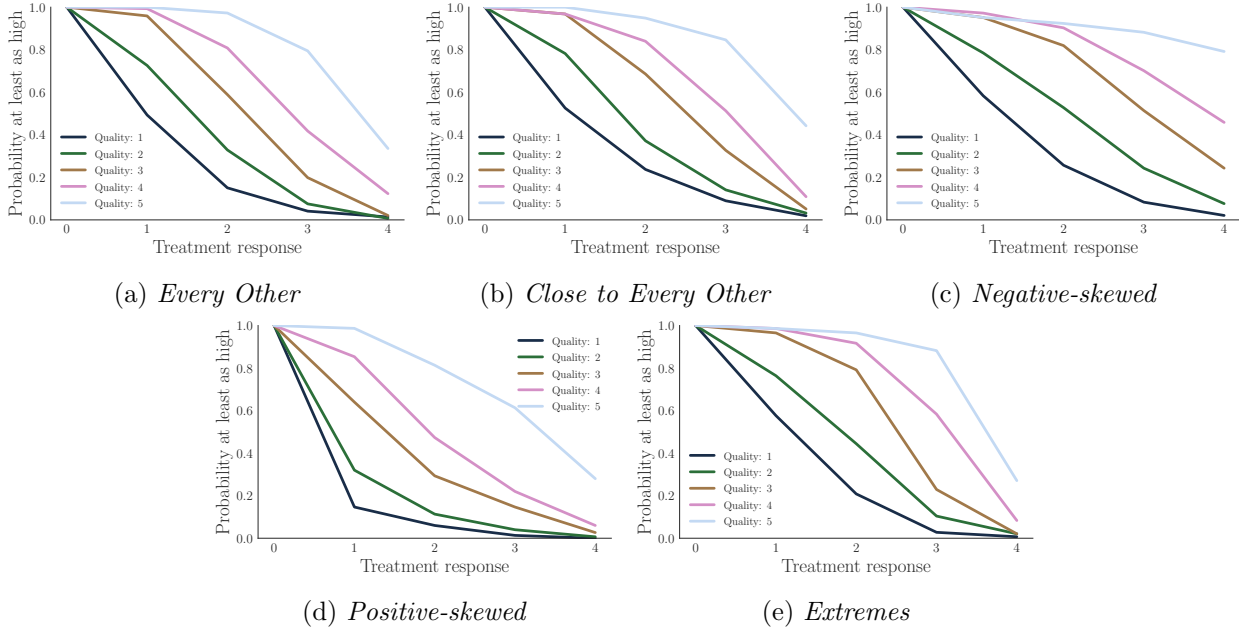 Probability at least as high
1.0
0.8
0.6
0.4
0.2
0.0
Quality: 1
Quality: 2
Quality: 3
Quality: 4
Quality: 5
0 1 2 3 4
Treatment response
(a) Every Other
Probability at least as high
1.0
0.8
0.6
0.4
0.2
0.0
Quality: 1
Quality: 2
Quality: 3
Quality: 4
Quality: 5
0 1 2 3 4
Treatment response
(b) Close to Every Other
Probability at least as high
1.0
0.8
0.6
0.4
0.2
0.0
Quality: 1
Quality: 2
Quality: 3
Quality: 4
Quality: 5
0 1 2 3 4
Treatment response
(c) Negative-skewed
Probability at least as high
1.0
0.8
0.6
0.4
0.2
0.0
Quality: 1
Quality: 2
Quality: 3
Quality: 4
Quality: 5
0 1 2 3 4
Treatment response
(d) Positive-skewed
Probability at least as high
1.0
0.8
0.6
0.4
0.2
0.0
Quality: 1
Quality: 2
Quality: 3
Quality: 4
Quality: 5
0 1 2 3 4
Treatment response
(e) Extremes